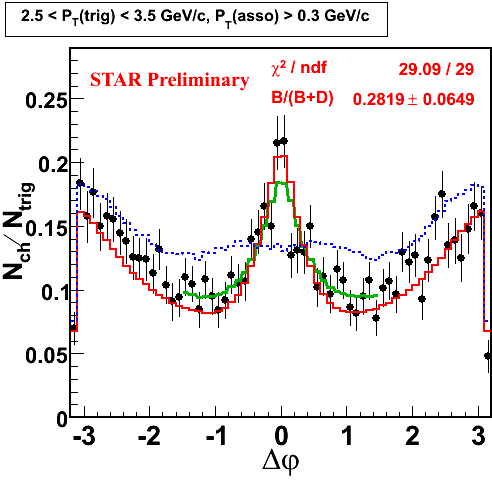 2.5 < P_T(trig) < 3.5 GeV/c, P_T(asso) > 0.3 GeV/c
STAR Preliminary
χ² / ndf 29.09 / 29
B/(B+D) 0.2819 ± 0.0649
N_ch/ N_trig
0.25
0.2
0.15
0.1
0.05
0
-3 -2 -1 0 1 2 3
Δφ